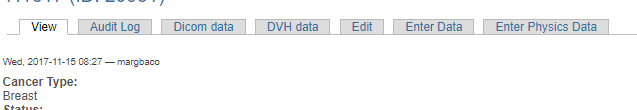 View Audit Log Dicom data DVH data Edit Enter Data Enter Physics Data
Wed, 2017-11-15 08:27 — margbaco
Cancer Type:
Breast
Status: